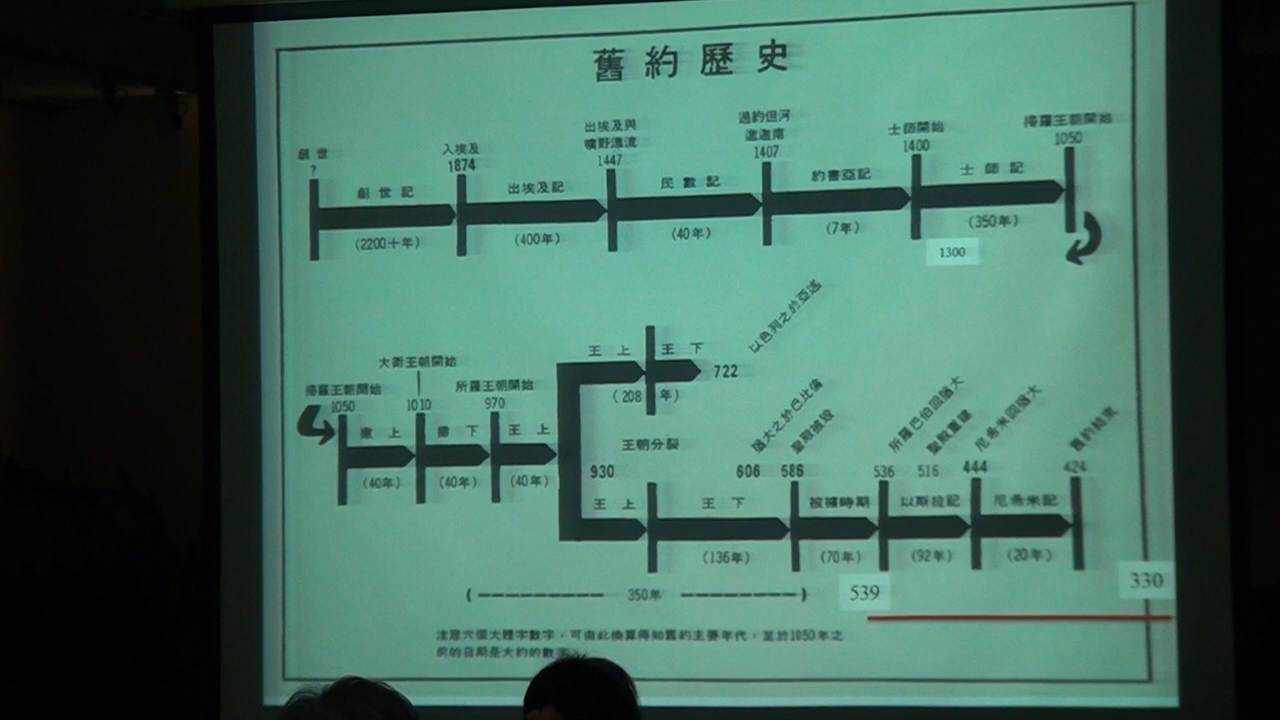 舊約歷史
創世
?
入埃及
1874
出埃及與
曠野漂流
1447
過約但河
進迦南
1407
士師開始
1400
掃羅王朝開始
1050
創世記
出埃及記
民數記
約書亞記
士師記
(2200十年)
(400年)
(40年)
(7年)
(350年)
1300
掃羅王朝開始
1050
大衛王朝開始
1010
所羅王朝開始
970
撒上
撒下
王上
(40年)
(40年)
(40年)
王上
王下
(208年)
722
以色列亡於亞述
王朝分裂
930
606
猶大亡於巴比倫
586
聖殿被毀
536
所羅巴伯回猶大
516
聖殿重建
444
尼希米回猶大
424
舊約結束
王上
王下
被擄時期
以斯拉記
尼希米記
(136年)
(70年)
(92年)
(20年)
350年
539
330
注意六個大體字數字，可由此換算得知舊約主要年代，至於1050年之
前的日期是大約的數字